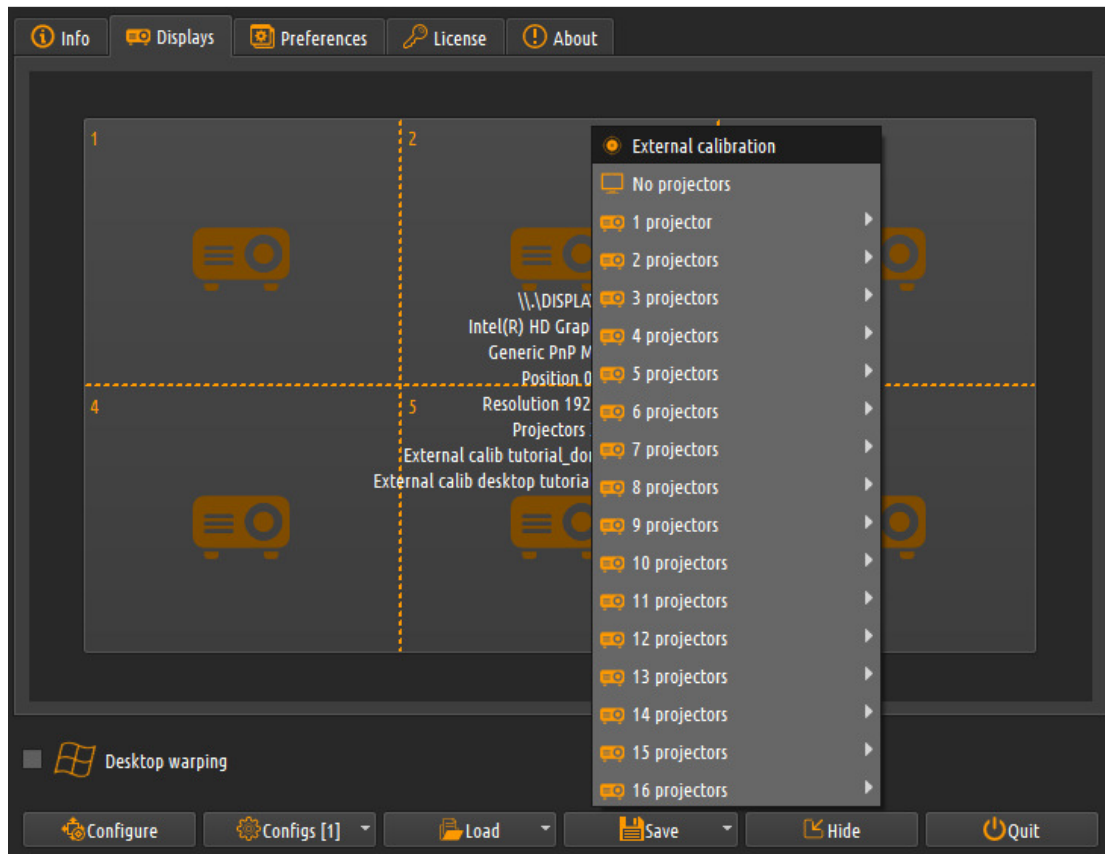 Info
Displays
Preferences
License
About
1
2
\\.\DISPLA
Intel(R) HD Grap
Generic PnP M
Position 0
4
5
Resolution 192
Projectors
External calib tutorial_do
External calib desktop tutoria
External calibration
No projectors
1 projector
2 projectors
3 projectors
4 projectors
5 projectors
6 projectors
7 projectors
8 projectors
9 projectors
10 projectors
11 projectors
12 projectors
13 projectors
14 projectors
15 projectors
16 projectors
Desktop warping
Configure
Configs [1]
Load
Save
Hide
Quit